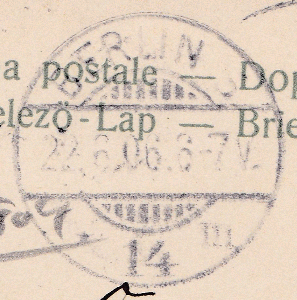 BERLIN
a postale — Dop
elező-Lap — Brie
22.6.06.6-7V.
14